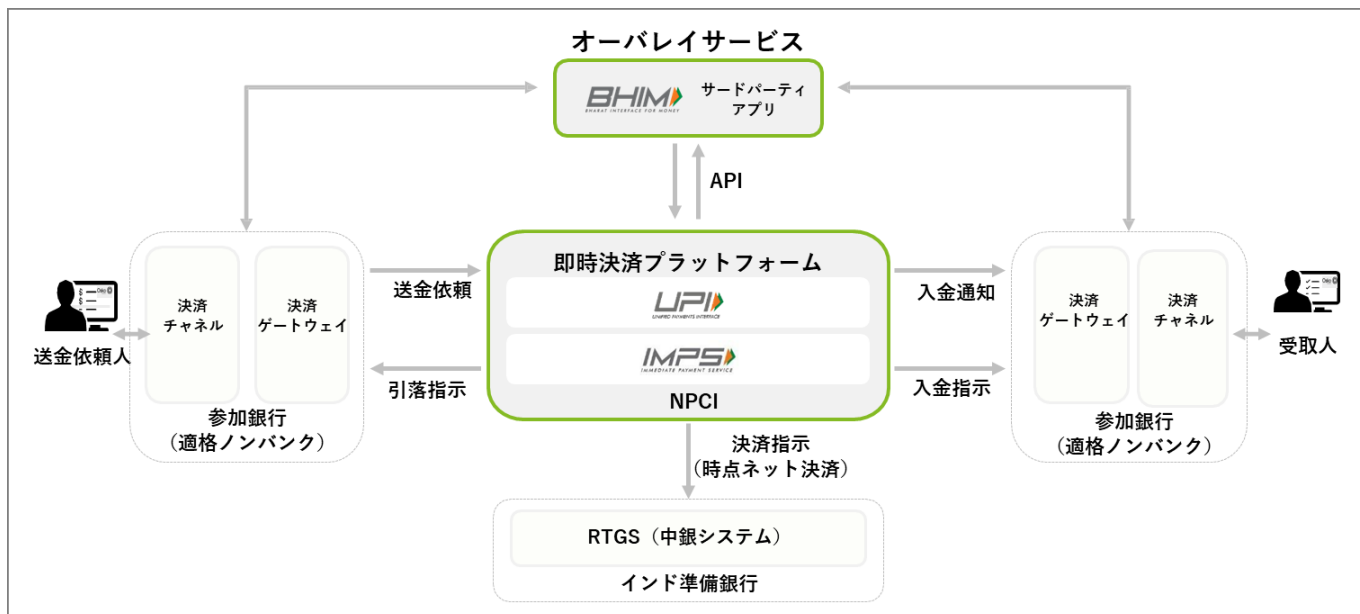 オーバレイサービス
BHIM
BHARAT INTERFACE FOR MONEY
サードパーティ
アプリ
API
即時決済プラットフォーム
UPI
UNIFIED PAYMENTS INTERFACE
IMPS
IMMEDIATE PAYMENT SERVICE
NPCI
送金依頼
引落指示
入金通知
入金指示
送金依頼人
決済
チャネル
決済
ゲートウェイ
参加銀行
（適格ノンバンク）
決済
ゲートウェイ
決済
チャネル
参加銀行
（適格ノンバンク）
受取人
決済指示
（時点ネット決済）
RTGS（中銀システム）
インド準備銀行